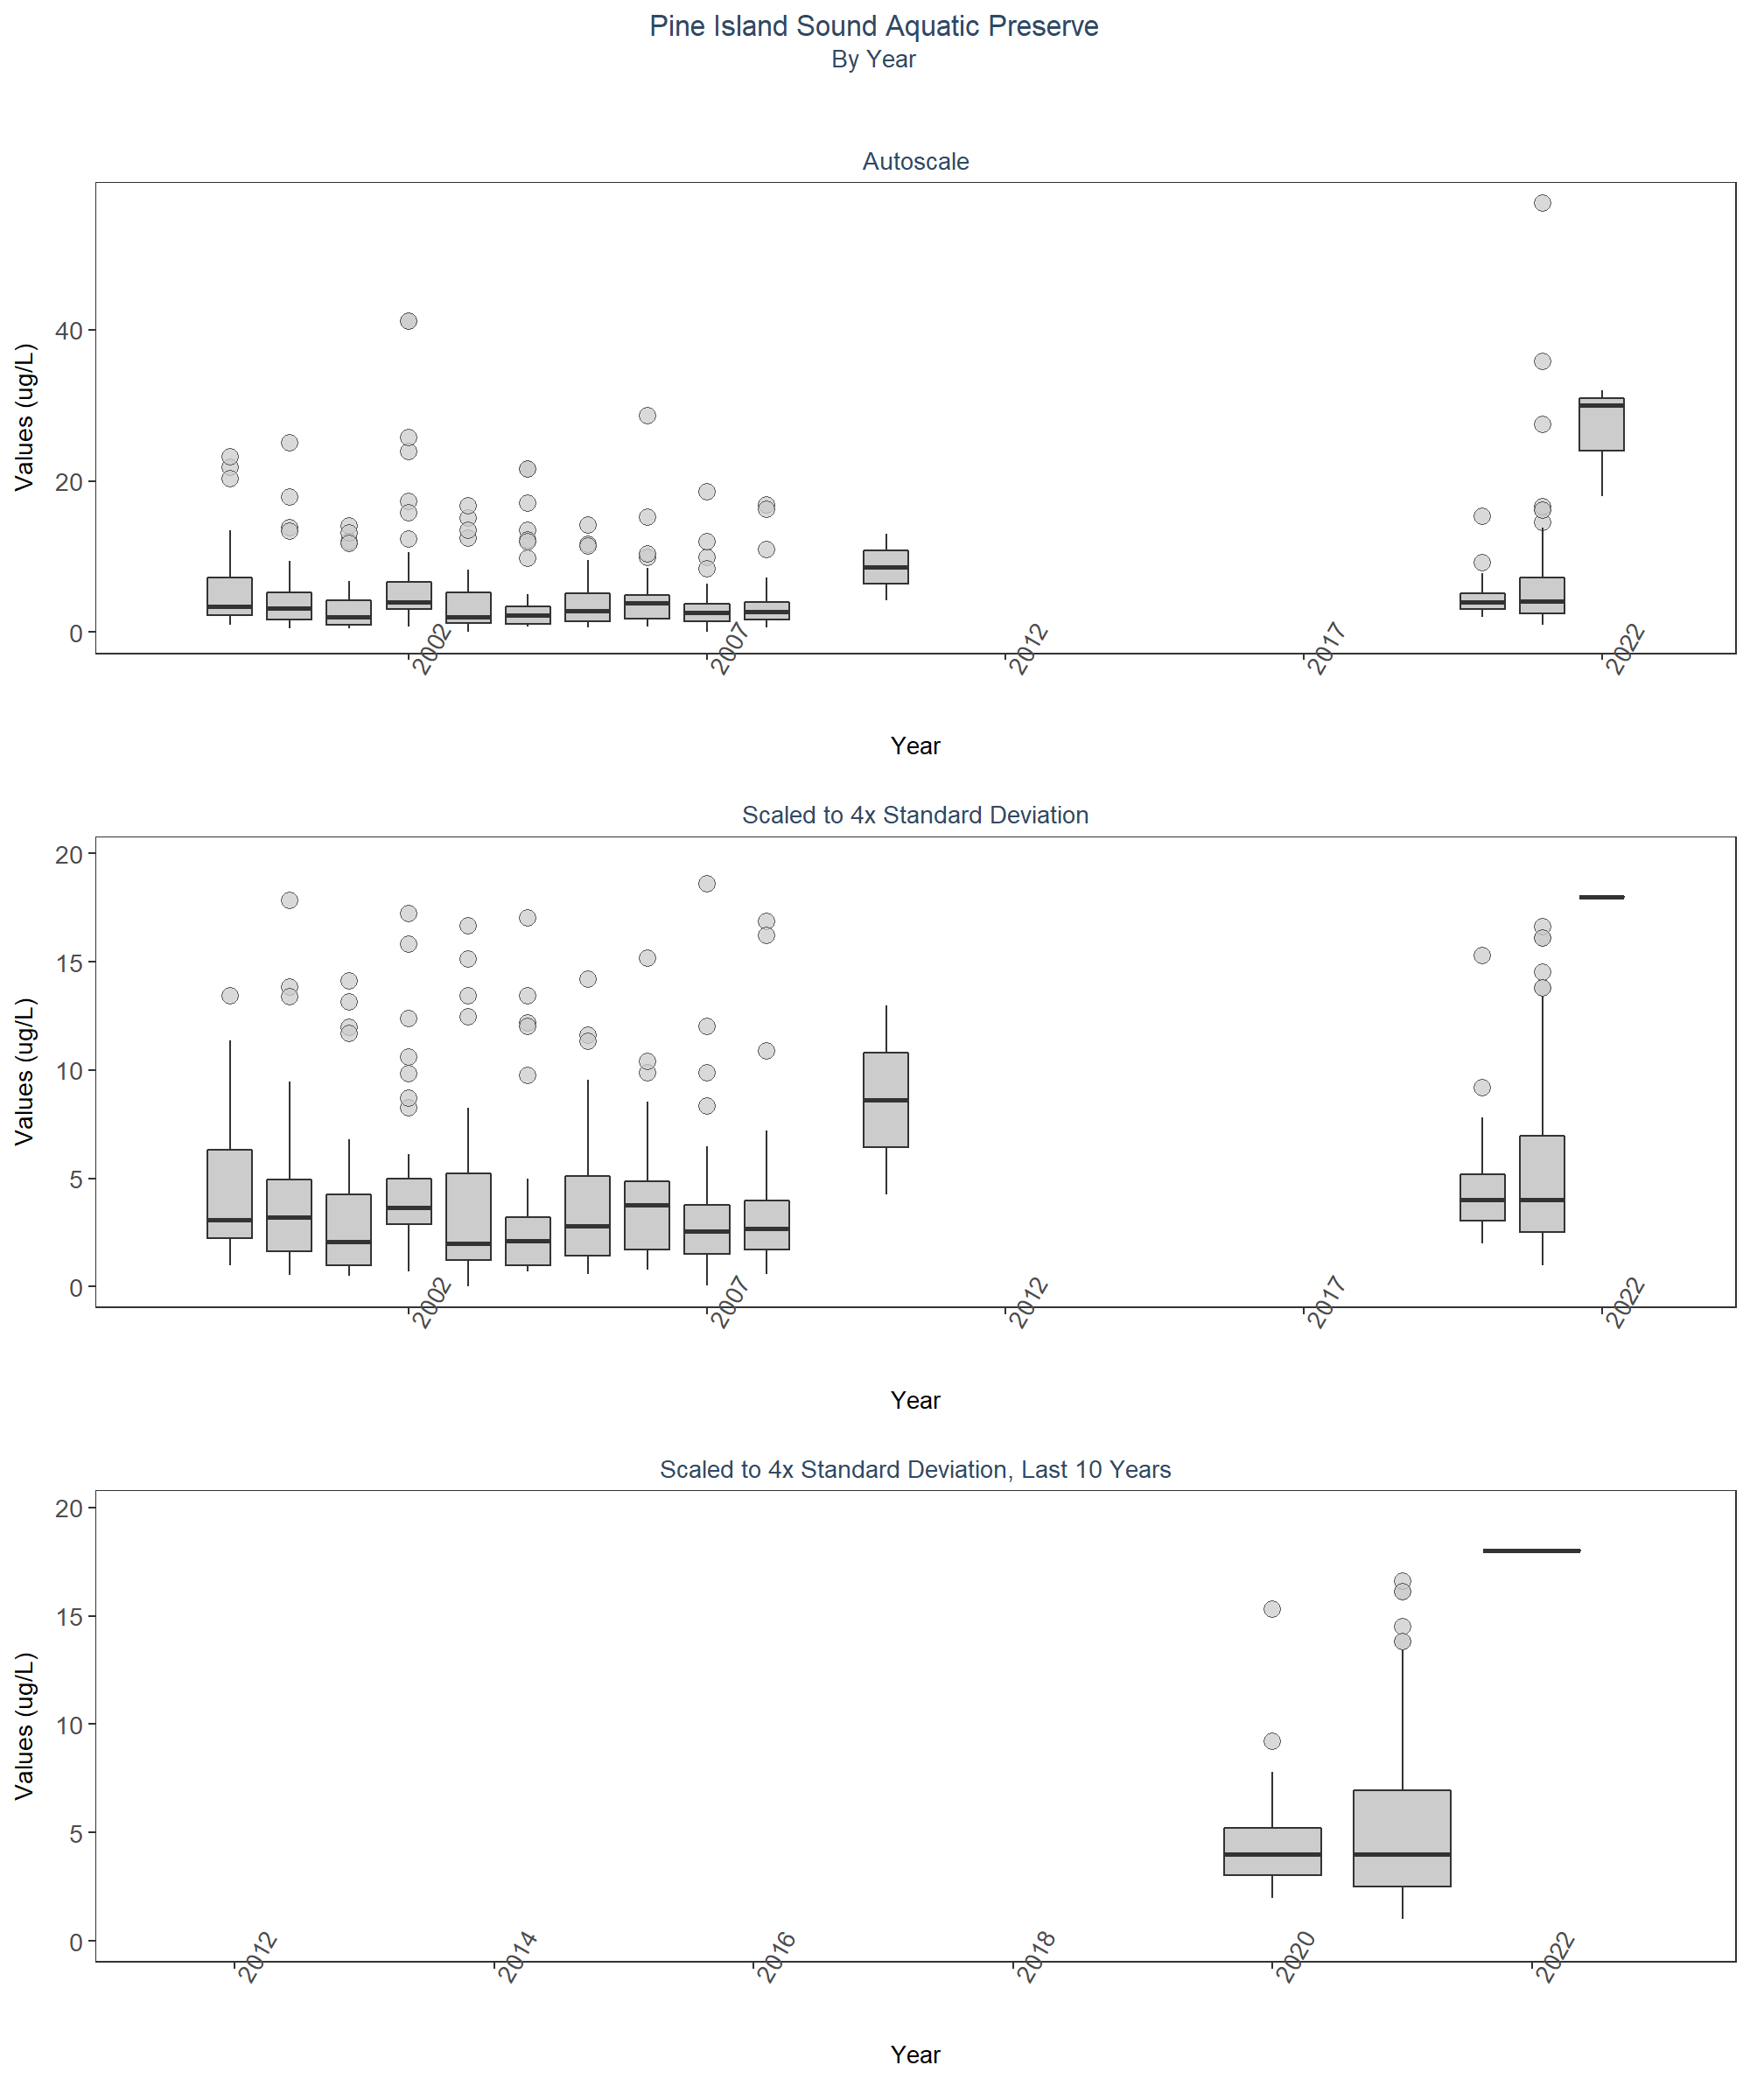 Pine Island Sound Aquatic Preserve
By Year
Autoscale
Values (ug/L)
40
20
0
2002
2007
2012
2017
2022
Year
Scaled to 4x Standard Deviation
Values (ug/L)
20
15
10
5
0
2002
2007
2012
2017
2022
Year
Scaled to 4x Standard Deviation, Last 10 Years
Values (ug/L)
20
15
10
5
0
2012
2014
2016
2018
2020
2022
Year